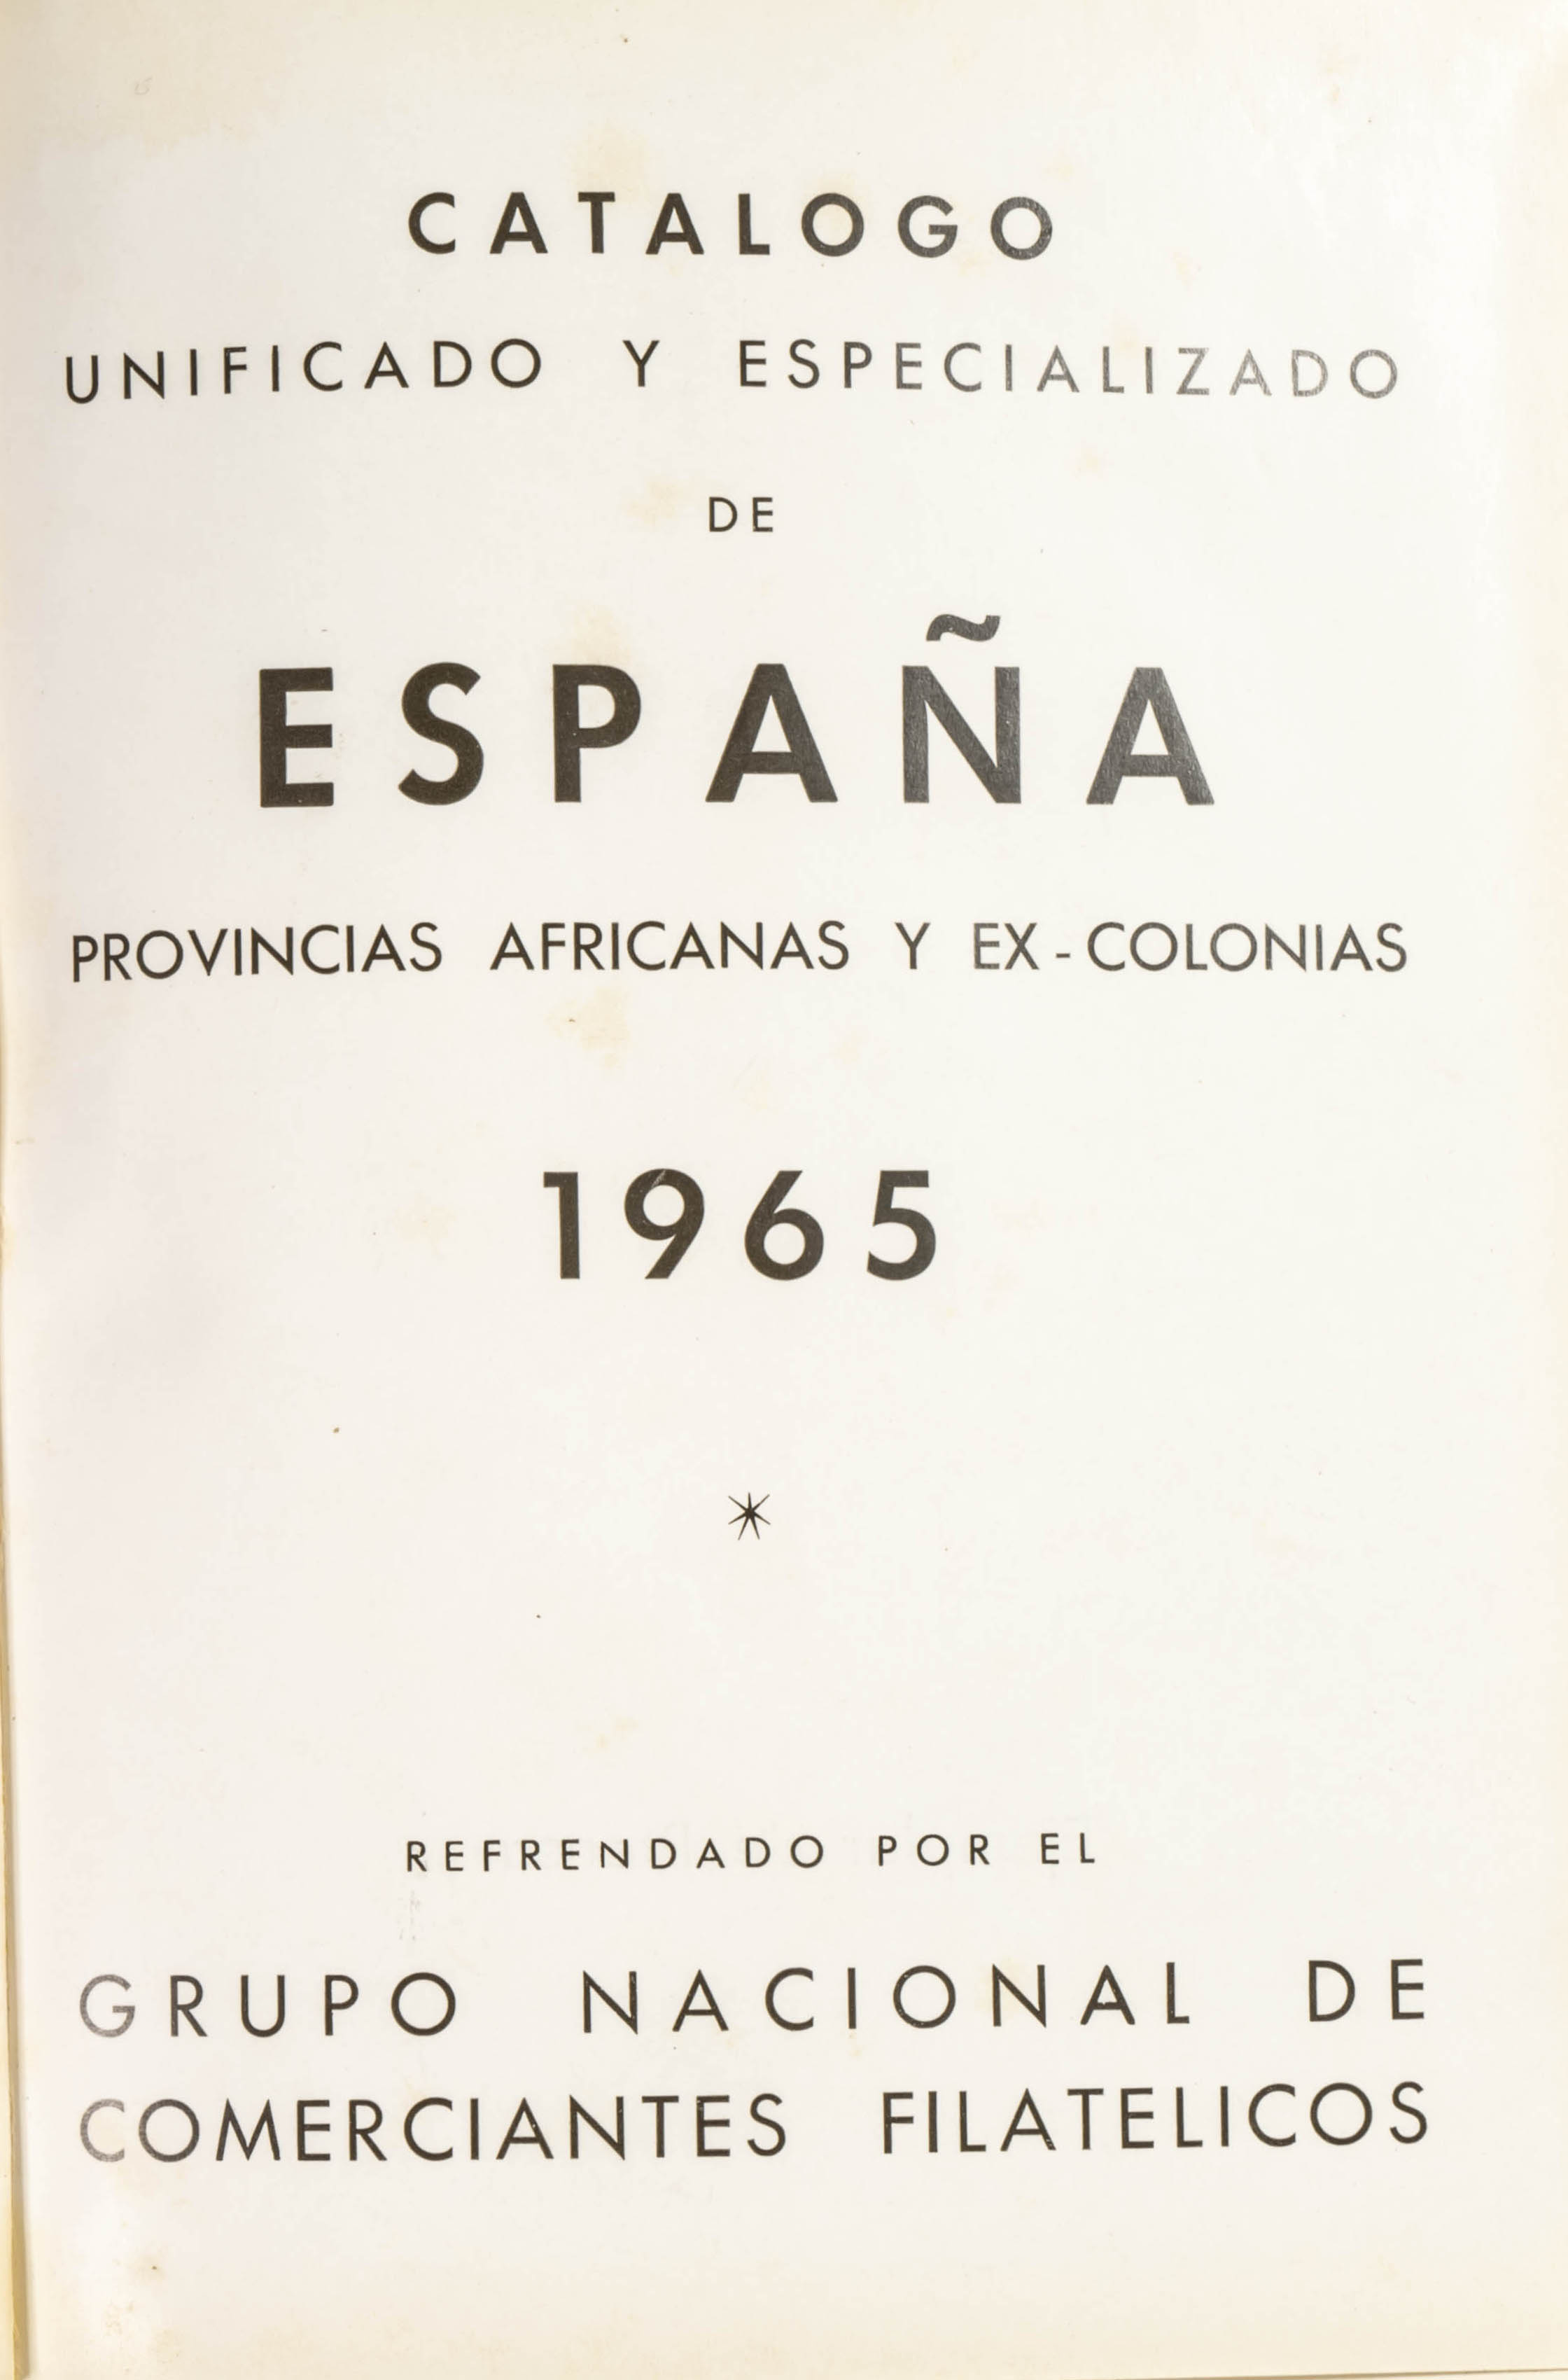 CATALOGO
UNIFICADO Y ESPECIALIZADO
DE
ESPAÑA
PROVINCIAS AFRICANAS Y EX-COLONIAS
1965
*
REFRENDADO POR EL
GRUPO NACIONAL DE
COMERCIANTES FILATELICOS